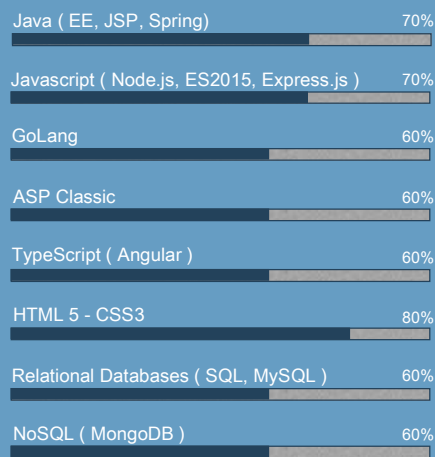 Java ( EE, JSP, Spring) 70%
Javascript ( Node.js, ES2015, Express.js ) 70%
GoLang 60%
ASP Classic 60%
TypeScript ( Angular ) 60%
HTML 5 - CSS3 80%
Relational Databases ( SQL, MySQL ) 60%
NoSQL ( MongoDB ) 60%